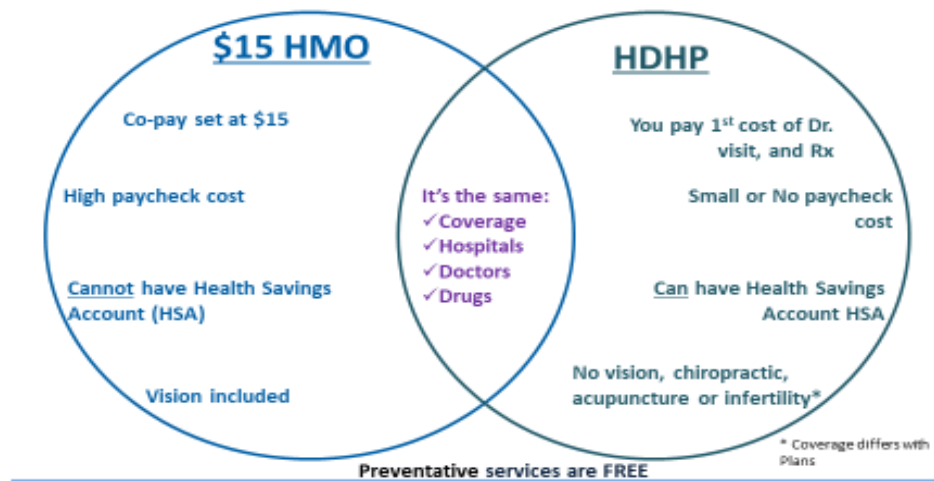 $15 HMO
Co-pay set at $15
High paycheck cost
Cannot have Health Savings
Account (HSA)
Vision included
It's the same:
✓Coverage
✓Hospitals
✓Doctors
✓Drugs
HDHP
You pay 1st cost of Dr.
visit, and Rx
Small or No paycheck
cost
Can have Health Savings
Account HSA
No vision, chiropractic,
acupuncture or infertility*
* Coverage differs with
Plans
Preventative services are FREE